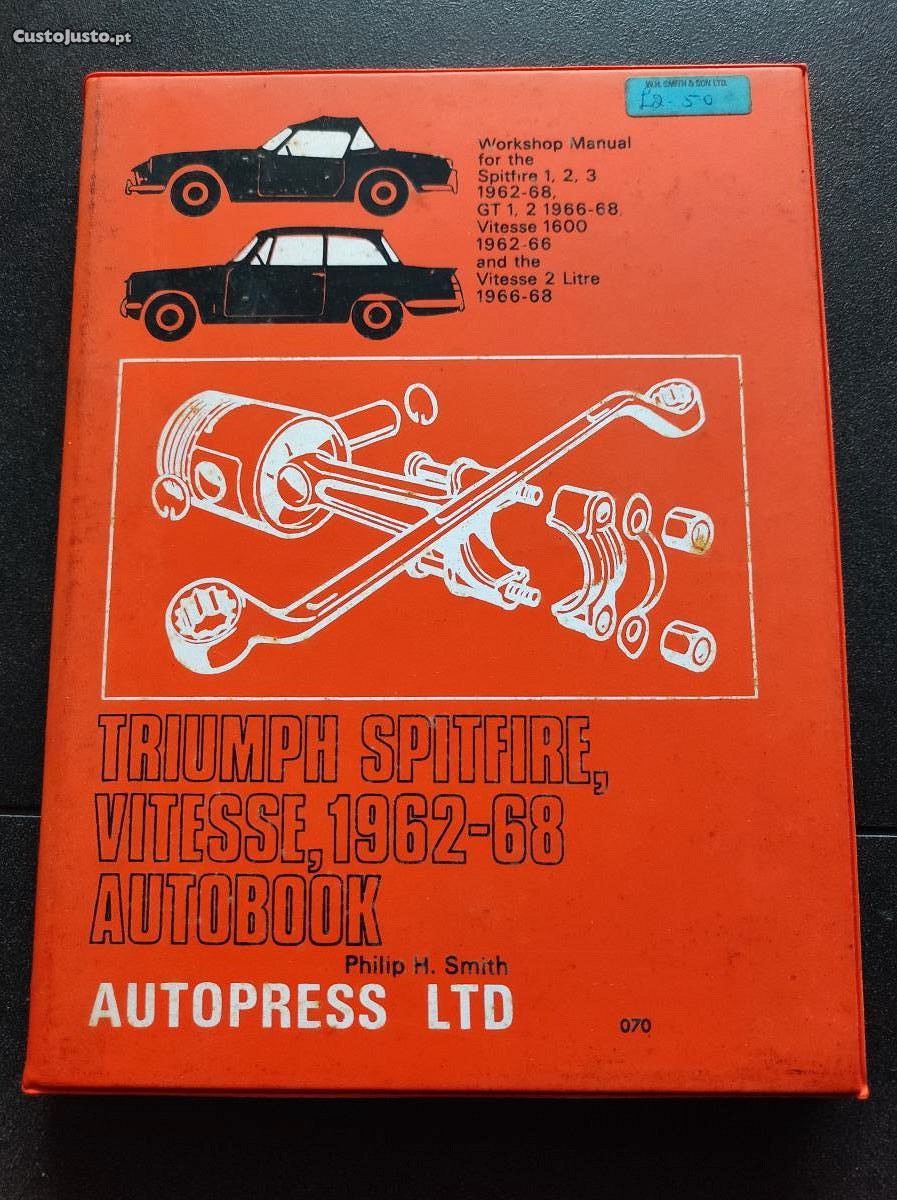 CustoJusto.pt
W.H. SMITH & SON LTD.
£2-50
Workshop Manual
for the
Spitfire 1, 2, 3
1962-68,
GT 1, 2 1966-68,
Vitesse 1600
1962-66
and the
Vitesse 2 Litre
1966-68
TRIUMPH SPITFIRE,
VITESSE, 1962-68
AUTOBOOK
Philip H. Smith
AUTOPRESS LTD
070